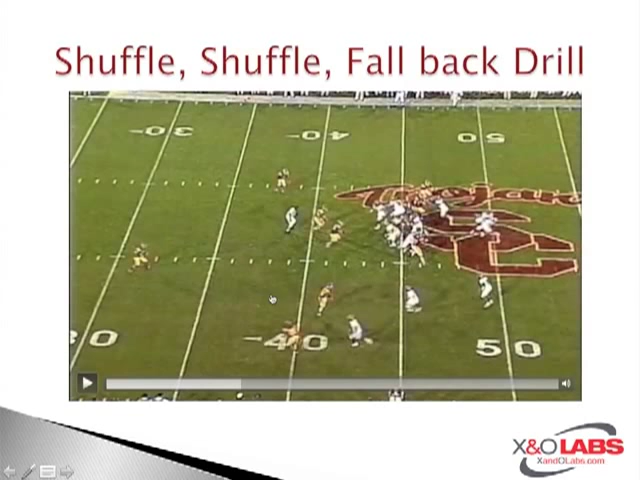 Shuffle, Shuffle, Fall back Drill
30
40
50
Trojans
SC
30
40
50
X&O LABS
XandOLabs.com